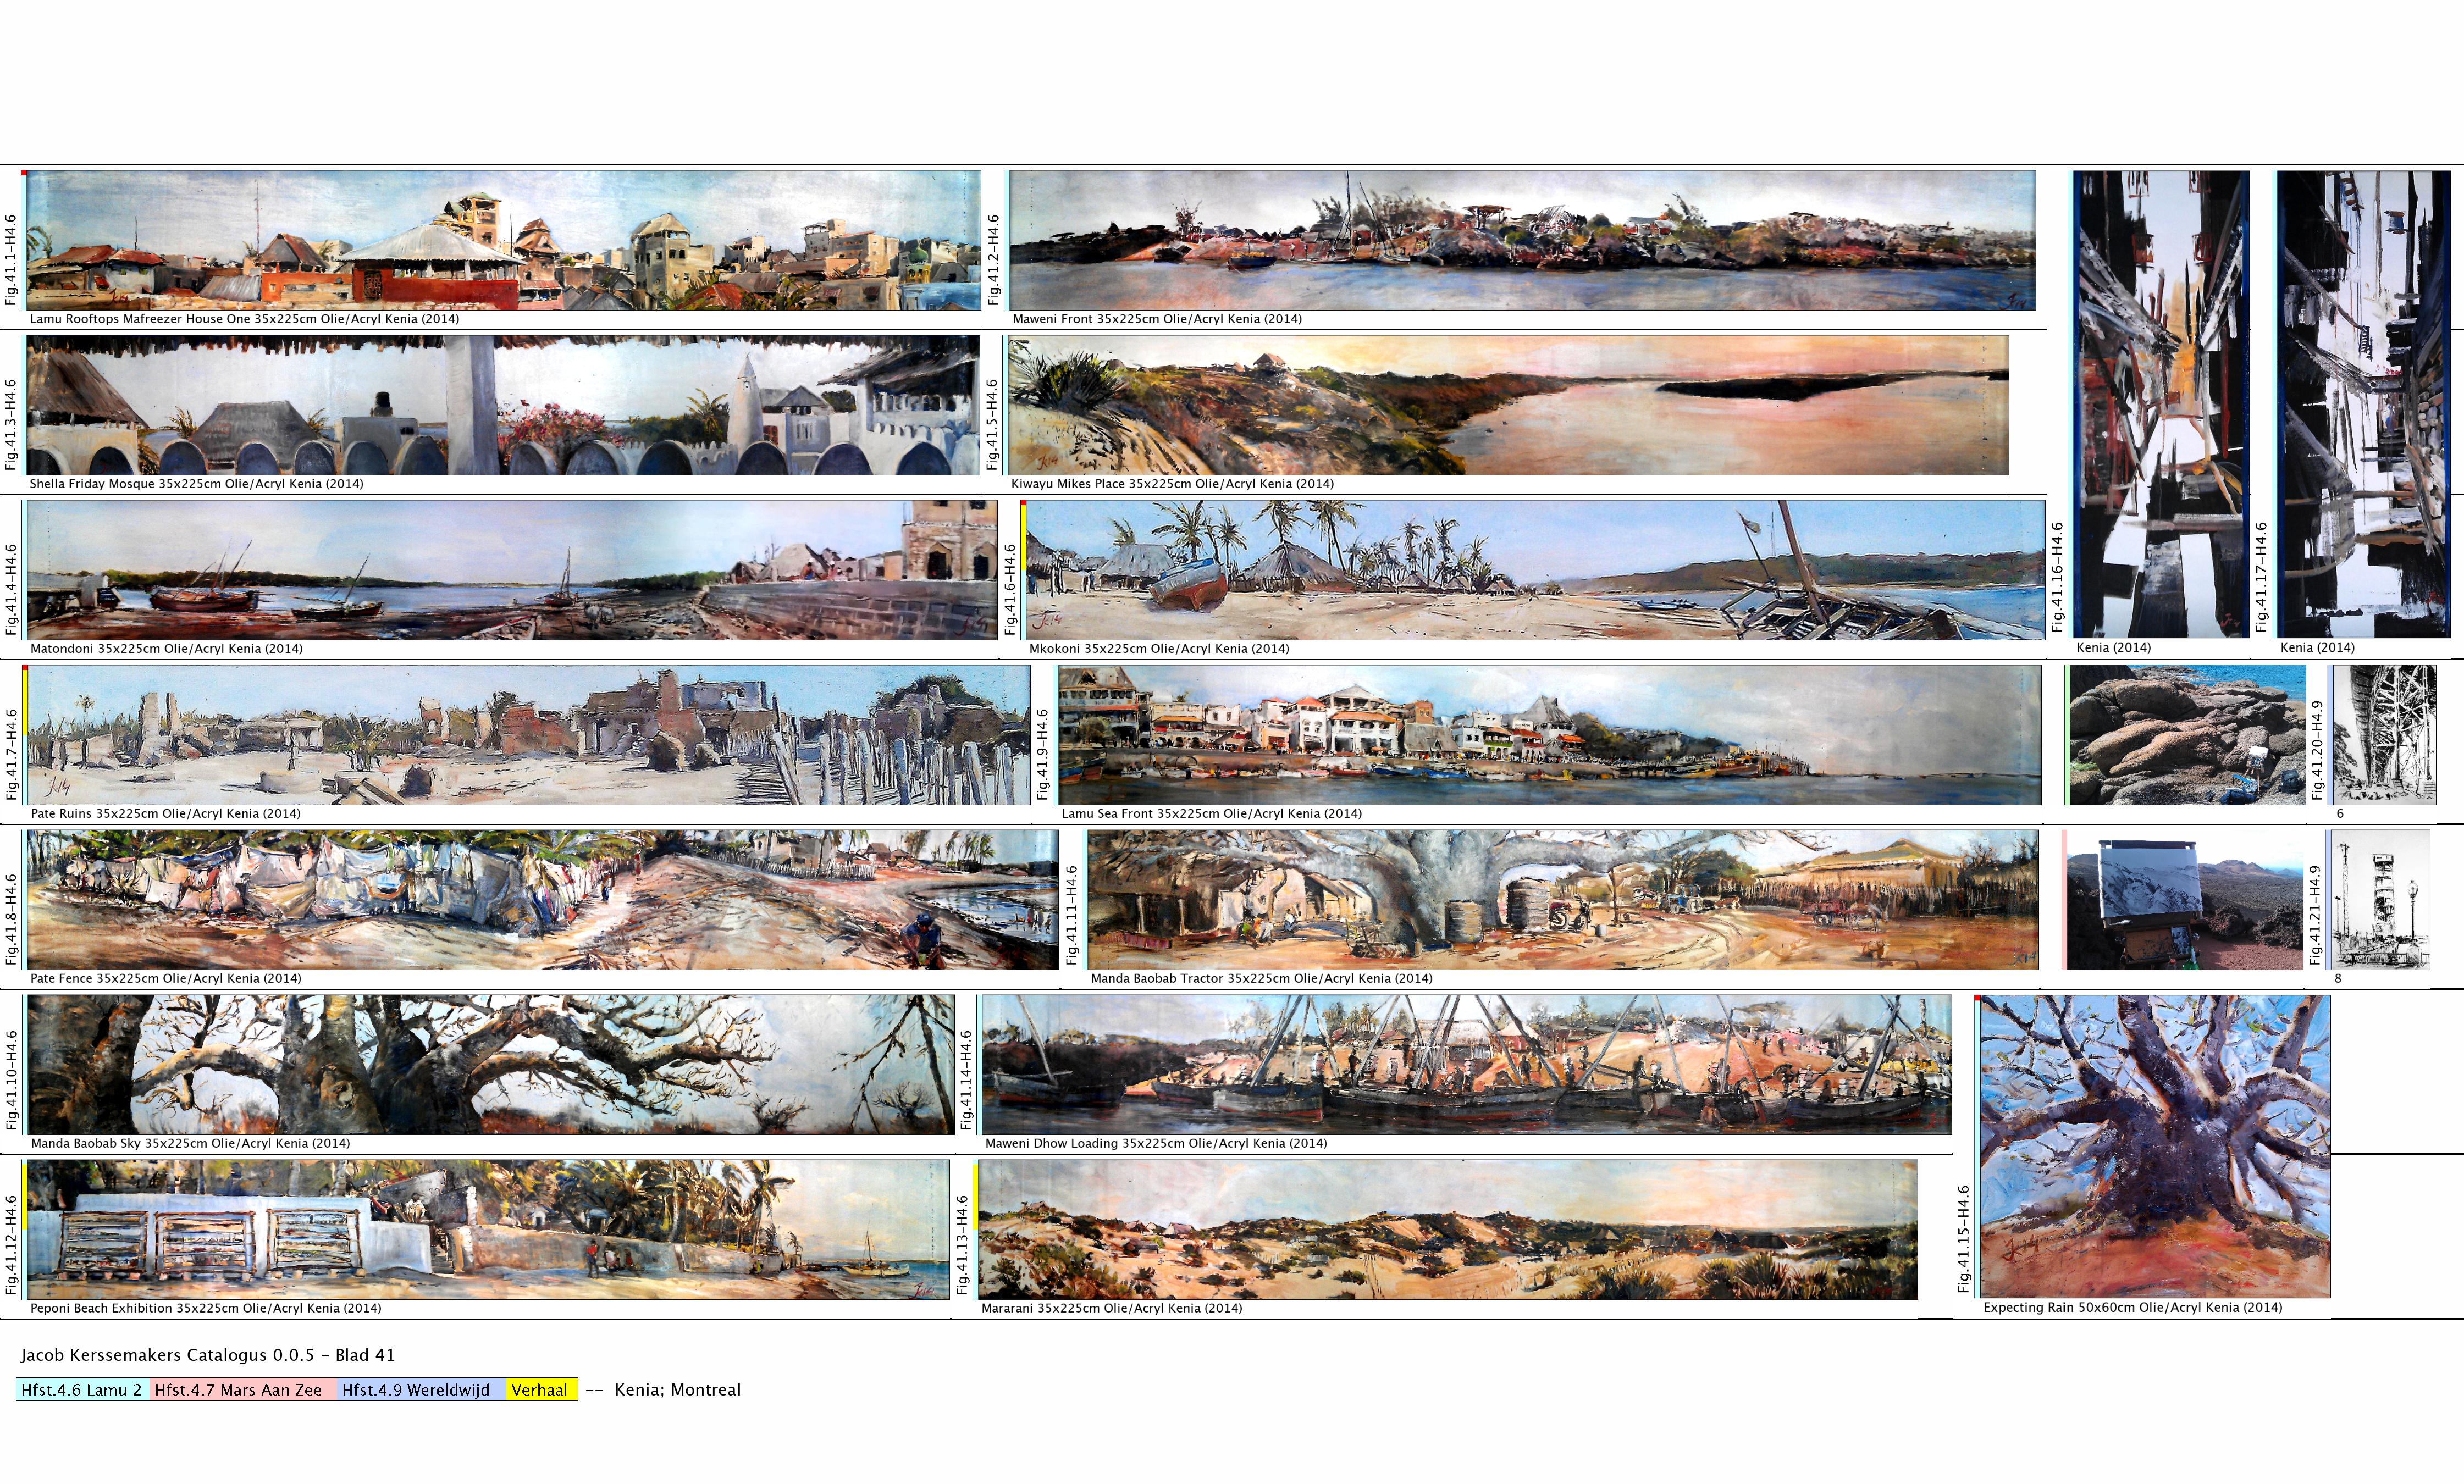 Fig.41.1-H4.6
Lamu Rooftops Mafreezer House One 35x225cm Olie/Acryl Kenia (2014)
Fig.41.2-H4.6
Maweni Front 35x225cm Olie/Acryl Kenia (2014)
Fig.41.3-H4.6
Shella Friday Mosque 35x225cm Olie/Acryl Kenia (2014)
Fig.41.5-H4.6
Kiwayu Mikes Place 35x225cm Olie/Acryl Kenia (2014)
Fig.41.4-H4.6
Matondoni 35x225cm Olie/Acryl Kenia (2014)
Fig.41.6-H4.6
Mkokoni 35x225cm Olie/Acryl Kenia (2014)
Fig.41.16-H4.6
Kenia (2014)
Fig.41.17-H4.6
Kenia (2014)
Fig.41.7-H4.6
Pate Ruins 35x225cm Olie/Acryl Kenia (2014)
Fig.41.9-H4.6
Lamu Sea Front 35x225cm Olie/Acryl Kenia (2014)
Fig.41.20-H4.9
6
Fig.41.8-H4.6
Pate Fence 35x225cm Olie/Acryl Kenia (2014)
Fig.41.11-H4.6
Manda Baobab Tractor 35x225cm Olie/Acryl Kenia (2014)
Fig.41.21-H4.9
8
Fig.41.10-H4.6
Manda Baobab Sky 35x225cm Olie/Acryl Kenia (2014)
Fig.41.14-H4.6
Maweni Dhow Loading 35x225cm Olie/Acryl Kenia (2014)
Fig.41.12-H4.6
Peponi Beach Exhibition 35x225cm Olie/Acryl Kenia (2014)
Fig.41.13-H4.6
Mararani 35x225cm Olie/Acryl Kenia (2014)
Fig.41.15-H4.6
Expecting Rain 50x60cm Olie/Acryl Kenia (2014)
Jacob Kerssemakers Catalogus 0.0.5 - Blad 41
Hfst.4.6 Lamu 2 Hfst.4.7 Mars Aan Zee Hfst.4.9 Wereldwijd Verhaal -- Kenia; Montreal